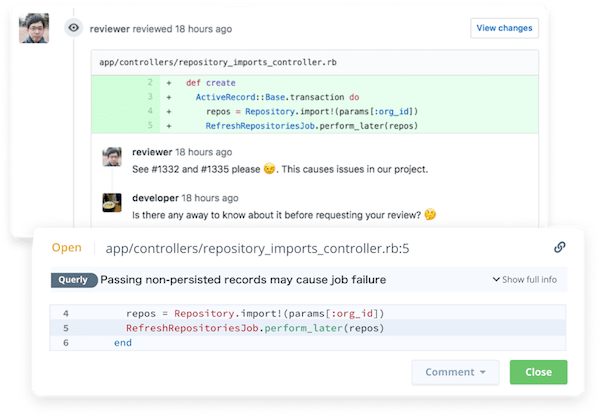 reviewer reviewed 18 hours ago
View changes
app/controllers/repository_imports_controller.rb
2 + def create
3 + ActiveRecord::Base.transaction do
4 + repos = Repository.import!(params[:org_id])
5 + RefreshRepositoriesJob.perform_later(repos)
reviewer 18 hours ago
See #1332 and #1335 please 😉. This causes issues in our project.
developer 18 hours ago
Is there any away to know about it before requesting your review? 🤔
Open app/controllers/repository_imports_controller.rb:5
Querly Passing non-persisted records may cause job failure
Show full info
4 repos = Repository.import!(params[:org_id])
5 RefreshRepositoriesJob.perform_later(repos)
6 end
Comment
Close